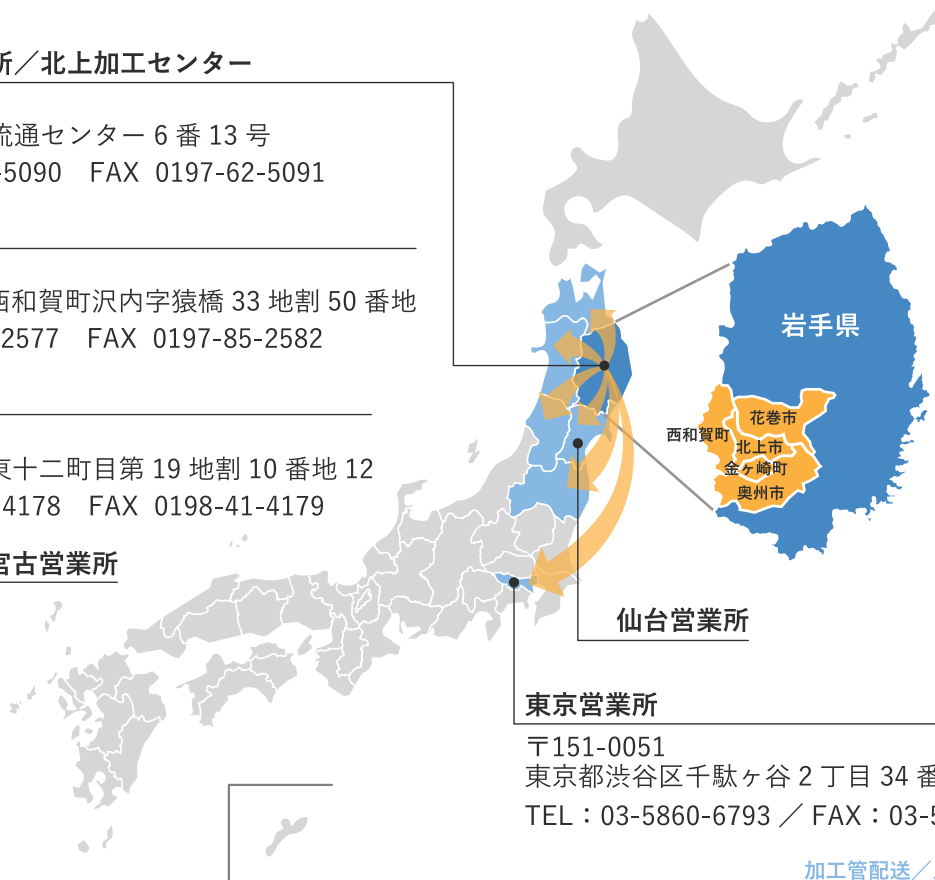 所／北上加工センター
流通センター 6 番 13 号
-5090　FAX 0197-62-5091
西和賀町沢内字猿橋 33 地割 50 番地
2577　FAX 0197-85-2582
東十二町目第 19 地割 10 番地 12
4178　FAX 0198-41-4179
宮古営業所
岩手県
花巻市
西和賀町
北上市
金ヶ崎町
奥州市
仙台営業所
東京営業所
〒151-0051
東京都渋谷区千駄ヶ谷 2 丁目 34 番
TEL：03-5860-6793 ／ FAX：03-5
加工管配送／